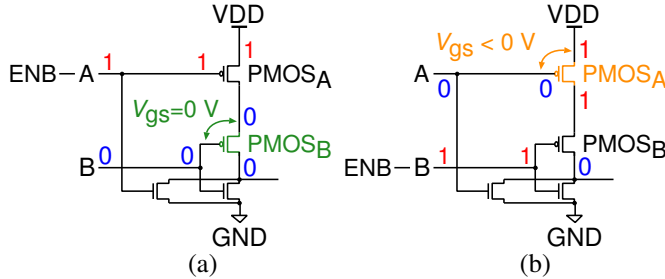 VDD
1
1
1
ENB A
PMOSA
Vgs=0 V
0
PMOSB
0
0
B
0
GND
(a)
VDD
Vgs < 0 V
1
A
PMOSA
0
0
1
PMOSB
1
1
ENB B
0
GND
(b)